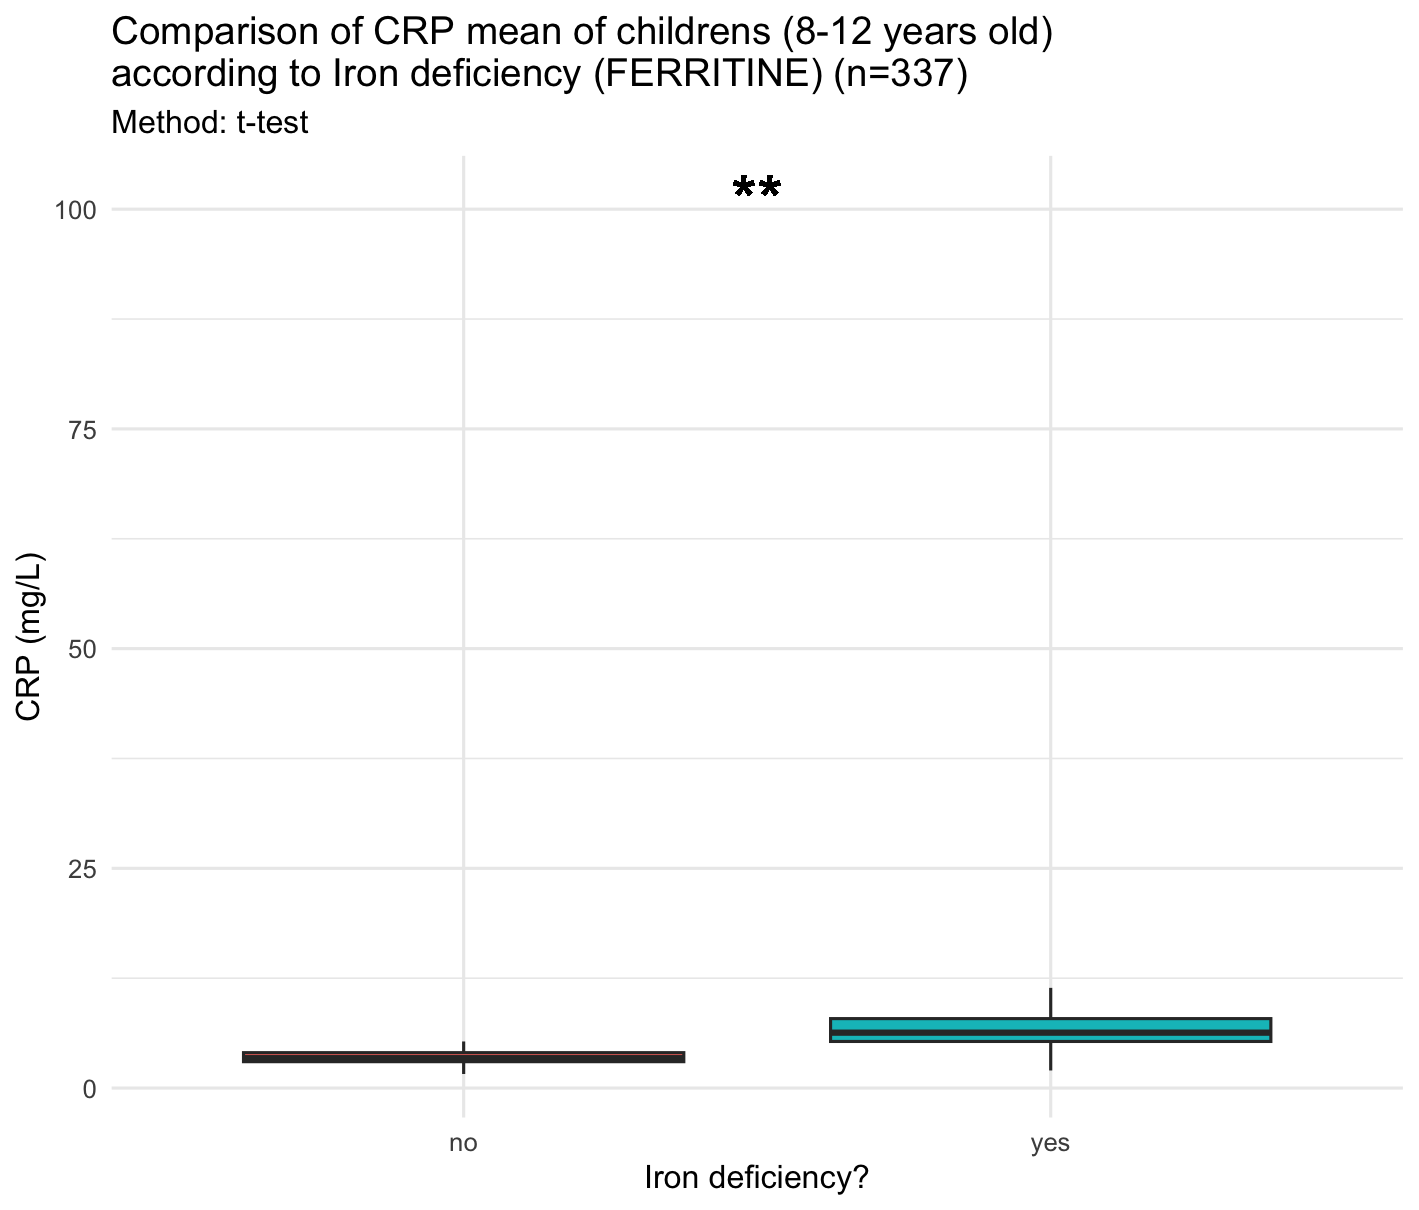 Comparison of CRP mean of childrens (8-12 years old)
according to Iron deficiency (FERRITINE) (n=337)
Method: t-test
**
100
75
50
25
0
CRP (mg/L)
no
yes
Iron deficiency?